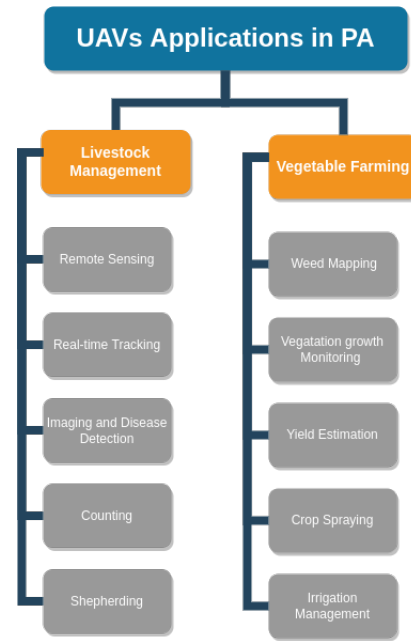 UAVs Applications in PA
Livestock
Management
Vegetable Farming
Remote Sensing
Weed Mapping
Real-time Tracking
Vegatation growth
Monitoring
Imaging and Disease
Detection
Yield Estimation
Counting
Crop Spraying
Shepherding
Irrigation
Management